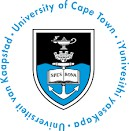 University of Cape Town · iYunivesithi yaseKapa · Universiteit van Kaapstad ·
SPES BONA